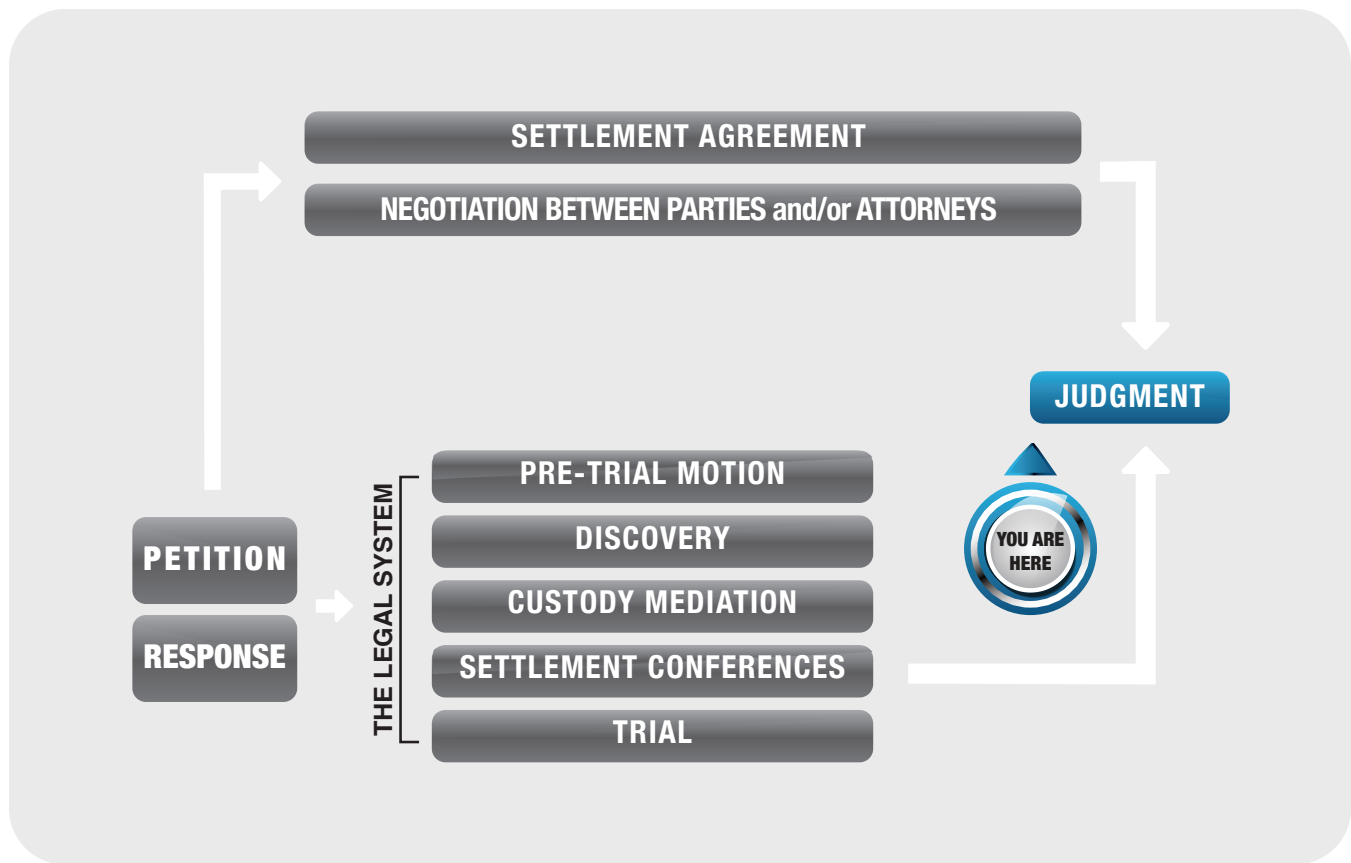 SETTLEMENT AGREEMENT
NEGOTIATION BETWEEN PARTIES and/or ATTORNEYS
JUDGMENT
PETITION
RESPONSE
THE LEGAL SYSTEM
PRE-TRIAL MOTION
DISCOVERY
CUSTODY MEDIATION
SETTLEMENT CONFERENCES
TRIAL
YOU ARE
HERE